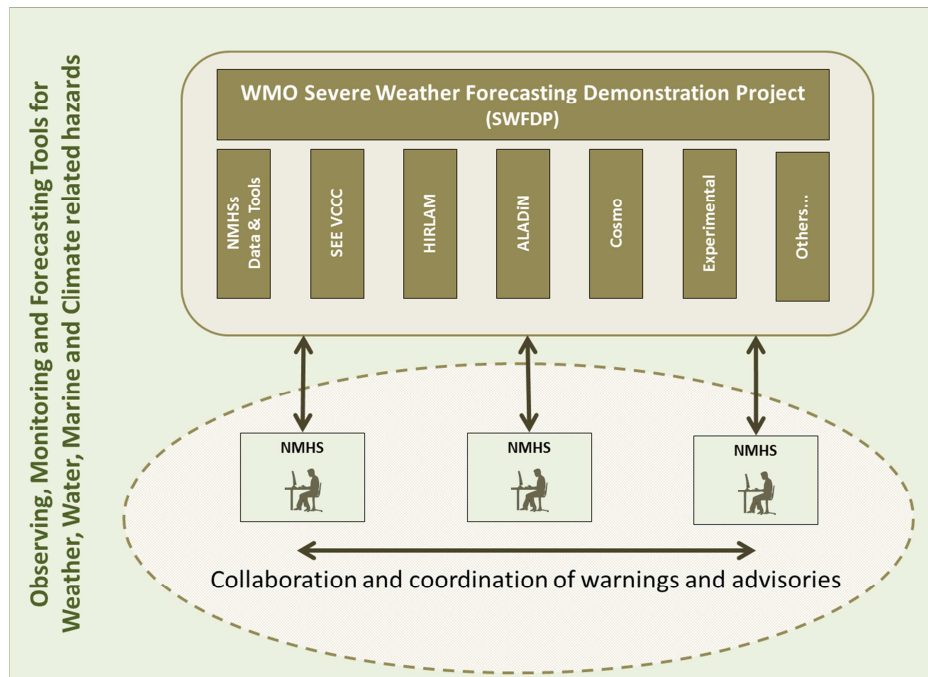 Observing, Monitoring and Forecasting Tools for
Weather, Water, Marine and Climate related hazards
WMO Severe Weather Forecasting Demonstration Project
(SWFDP)
NMHSs
Data & Tools
SEE VCCC
HIRLAM
ALADiN
Cosmo
Experimental
Others...
NMHS
NMHS
NMHS
Collaboration and coordination of warnings and advisories